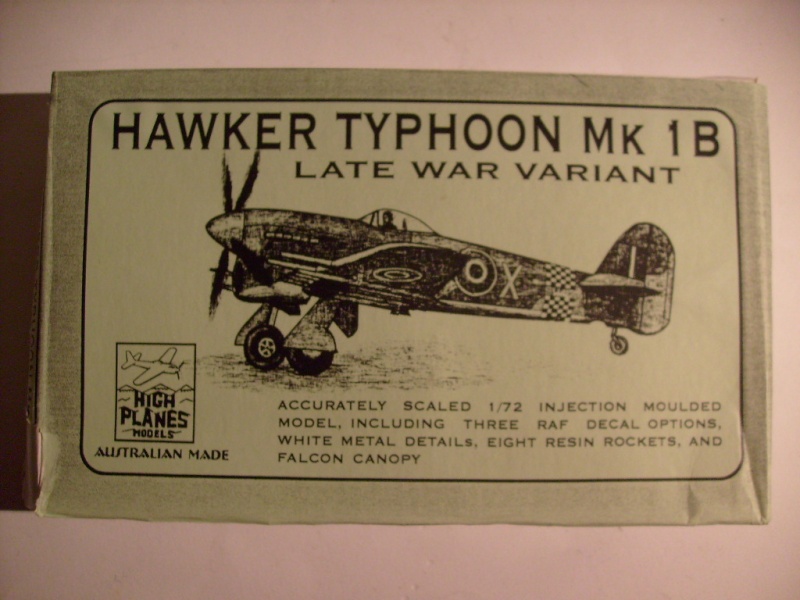 HAWKER TYPHOON MK 1B
LATE WAR VARIANT
X
HIGH
PLANES
MODELS
AUSTRALIAN MADE
ACCURATELY SCALED 1/72 INJECTION MOULDED
MODEL, INCLUDING THREE RAF DECAL OPTIONS,
WHITE METAL DETAILS, EIGHT RESIN ROCKETS, AND
FALCON CANOPY